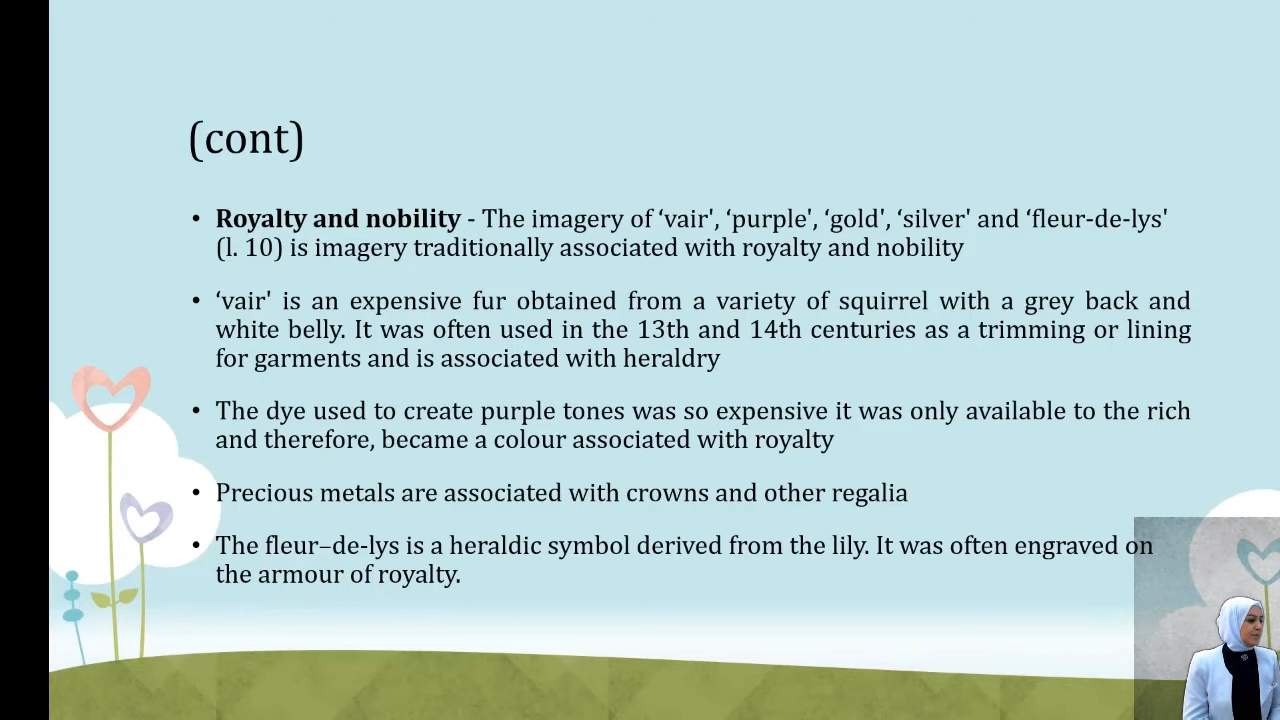 (cont)
• Royalty and nobility - The imagery of ‘vair', ‘purple', ‘gold', ‘silver' and ‘fleur-de-lys'
(l. 10) is imagery traditionally associated with royalty and nobility
• ‘vair' is an expensive fur obtained from a variety of squirrel with a grey back and
white belly. It was often used in the 13th and 14th centuries as a trimming or lining
for garments and is associated with heraldry
• The dye used to create purple tones was so expensive it was only available to the rich
and therefore, became a colour associated with royalty
• Precious metals are associated with crowns and other regalia
• The fleur–de-lys is a heraldic symbol derived from the lily. It was often engraved on
the armour of royalty.